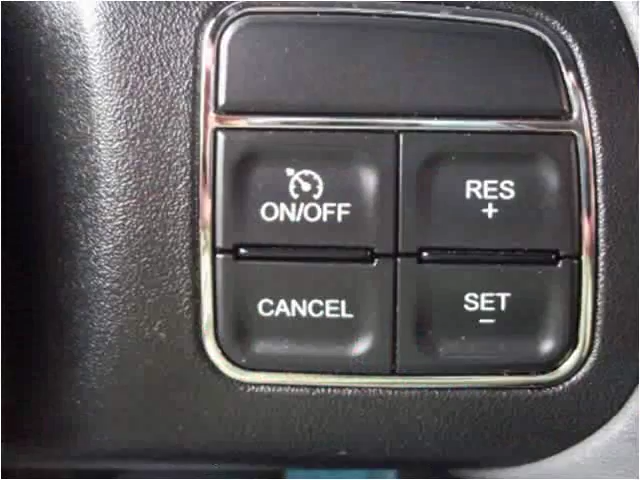 ON/OFF
RES
+
CANCEL
SET
–